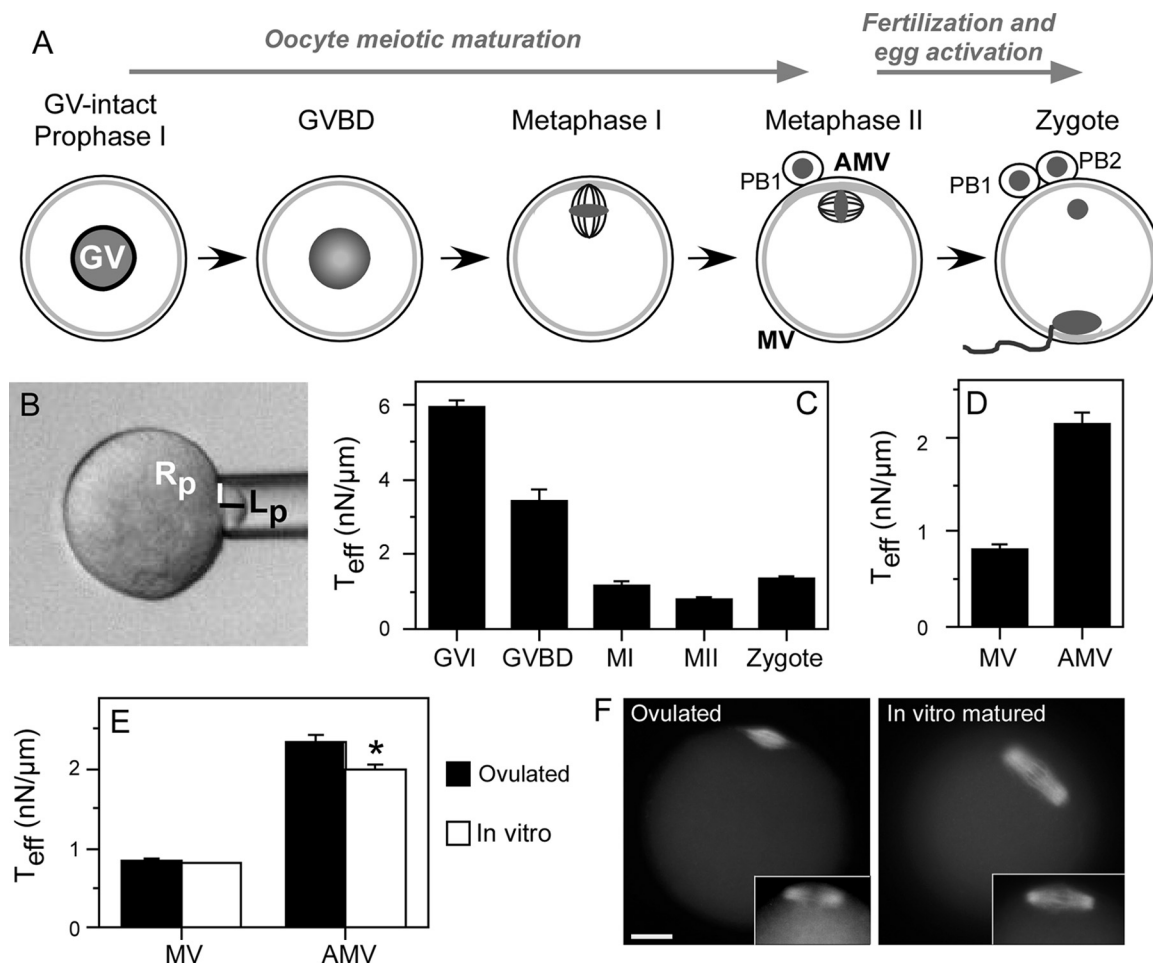 A
Oocyte meiotic maturation
Fertilization and
egg activation
GV-intact
Prophase I
GVBD
Metaphase I
Metaphase II
Zygote
GV
PB1
AMV
MV
PB1
PB2
B
Rp
Lp
C
Teff (nN/μm)
6
4
2
0
GVI
GVBD
MI
MII
Zygote
D
Teff (nN/μm)
2
1
0
MV
AMV
E
Teff (nN/μm)
2
1
0
*
MV
AMV
Ovulated
In vitro
F
Ovulated
In vitro matured